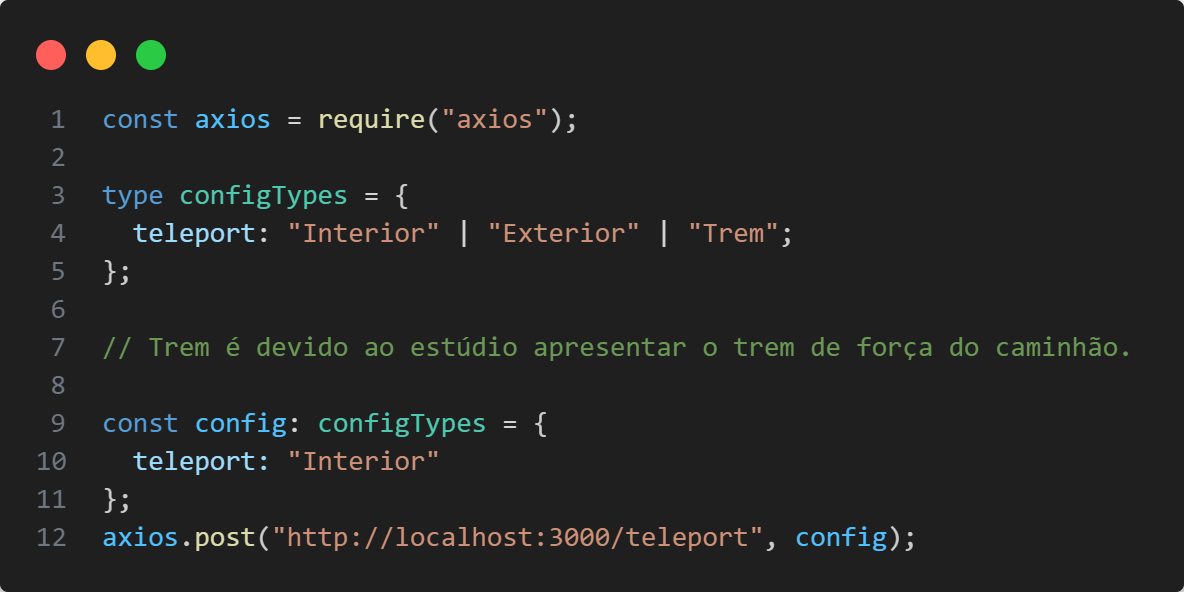 1 const axios = require("axios");
2
3 type configTypes = {
4   teleport: "Interior" | "Exterior" | "Trem";
5 };
6
7 // Trem é devido ao estúdio apresentar o trem de força do caminhão.
8
9 const config: configTypes = {
10   teleport: "Interior"
11 };
12 axios.post("http://localhost:3000/teleport", config);